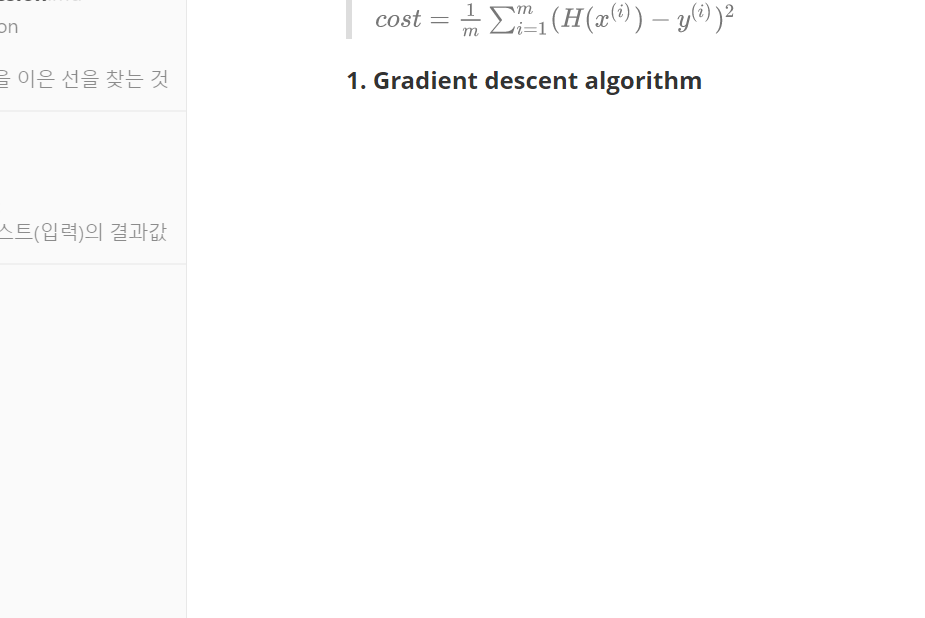 on
을 이은 선을 찾는 것
스트(입력)의 결과값
cost = \frac{1}{m} \sum_{i=1}^{m} (H(x^{(i)}) - y^{(i)})^2
1. Gradient descent algorithm